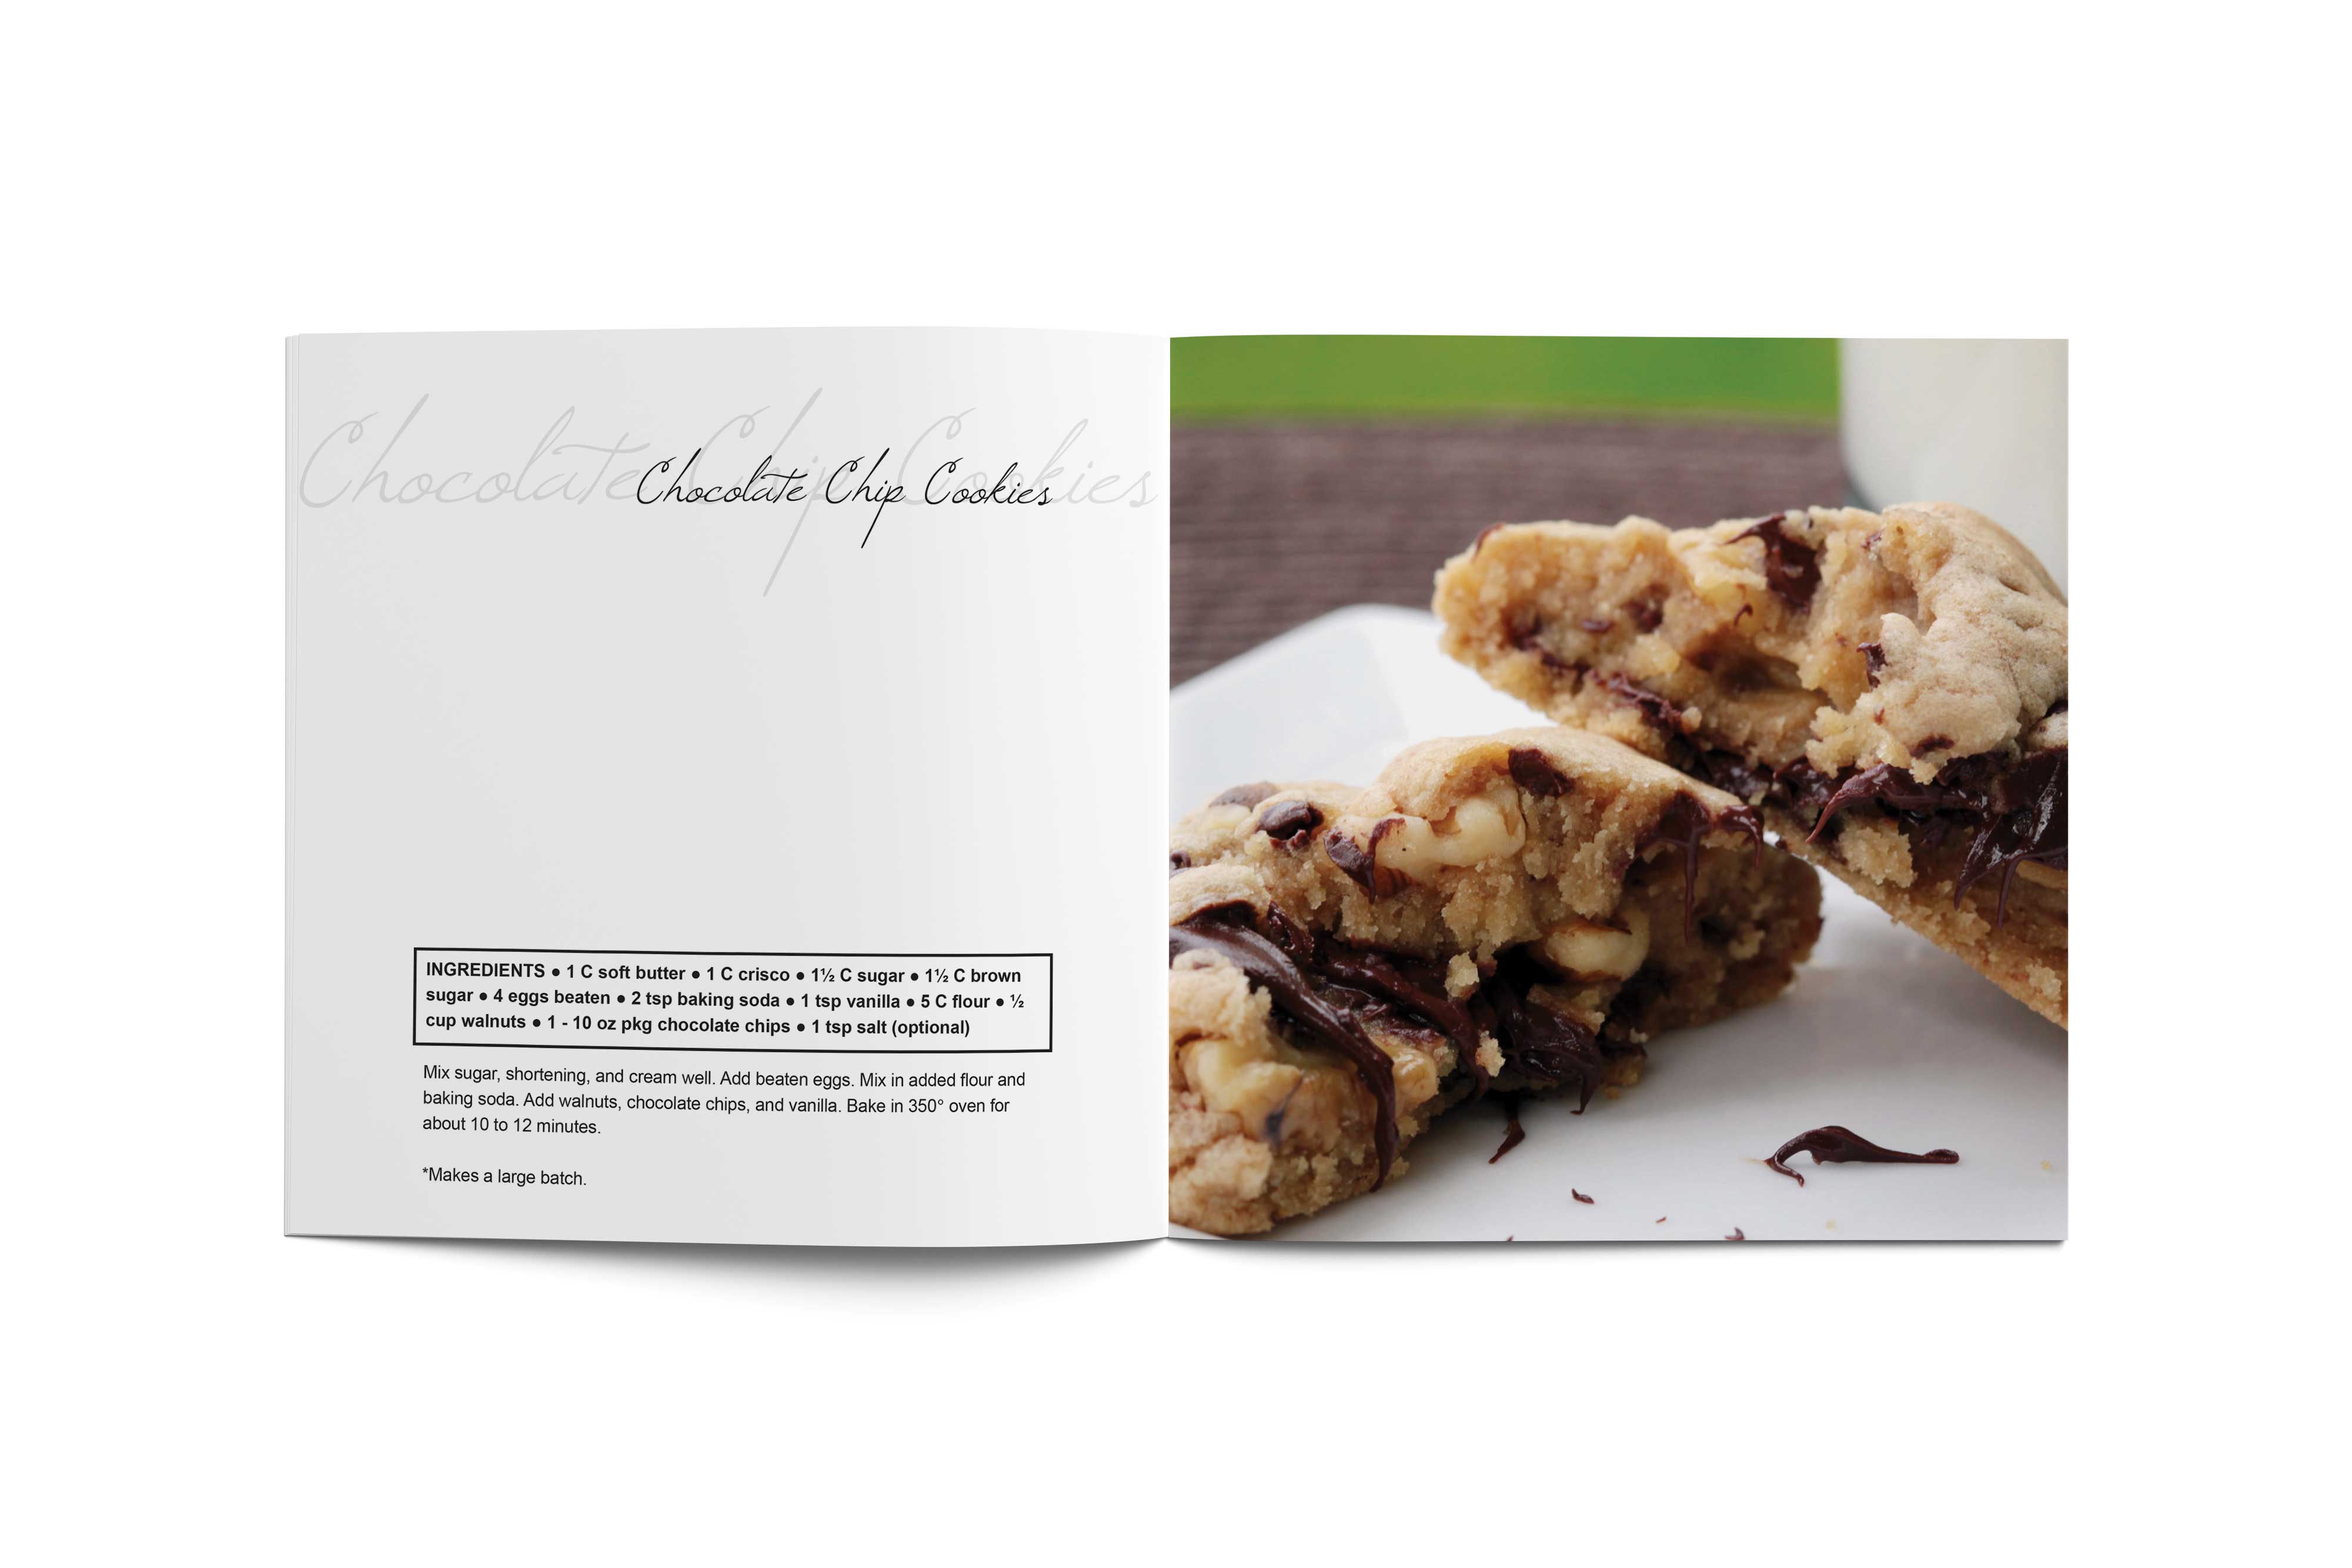 Chocolate Chip Cookies
Chocolate Chip Cookies
INGREDIENTS ● 1 C soft butter ● 1 C crisco ● 1½ C sugar ● 1½ C brown
sugar ● 4 eggs beaten ● 2 tsp baking soda ● 1 tsp vanilla ● 5 C flour ● ½
cup walnuts ● 1 - 10 oz pkg chocolate chips ● 1 tsp salt (optional)
Mix sugar, shortening, and cream well. Add beaten eggs. Mix in added flour and
baking soda. Add walnuts, chocolate chips, and vanilla. Bake in 350° oven for
about 10 to 12 minutes.
*Makes a large batch.